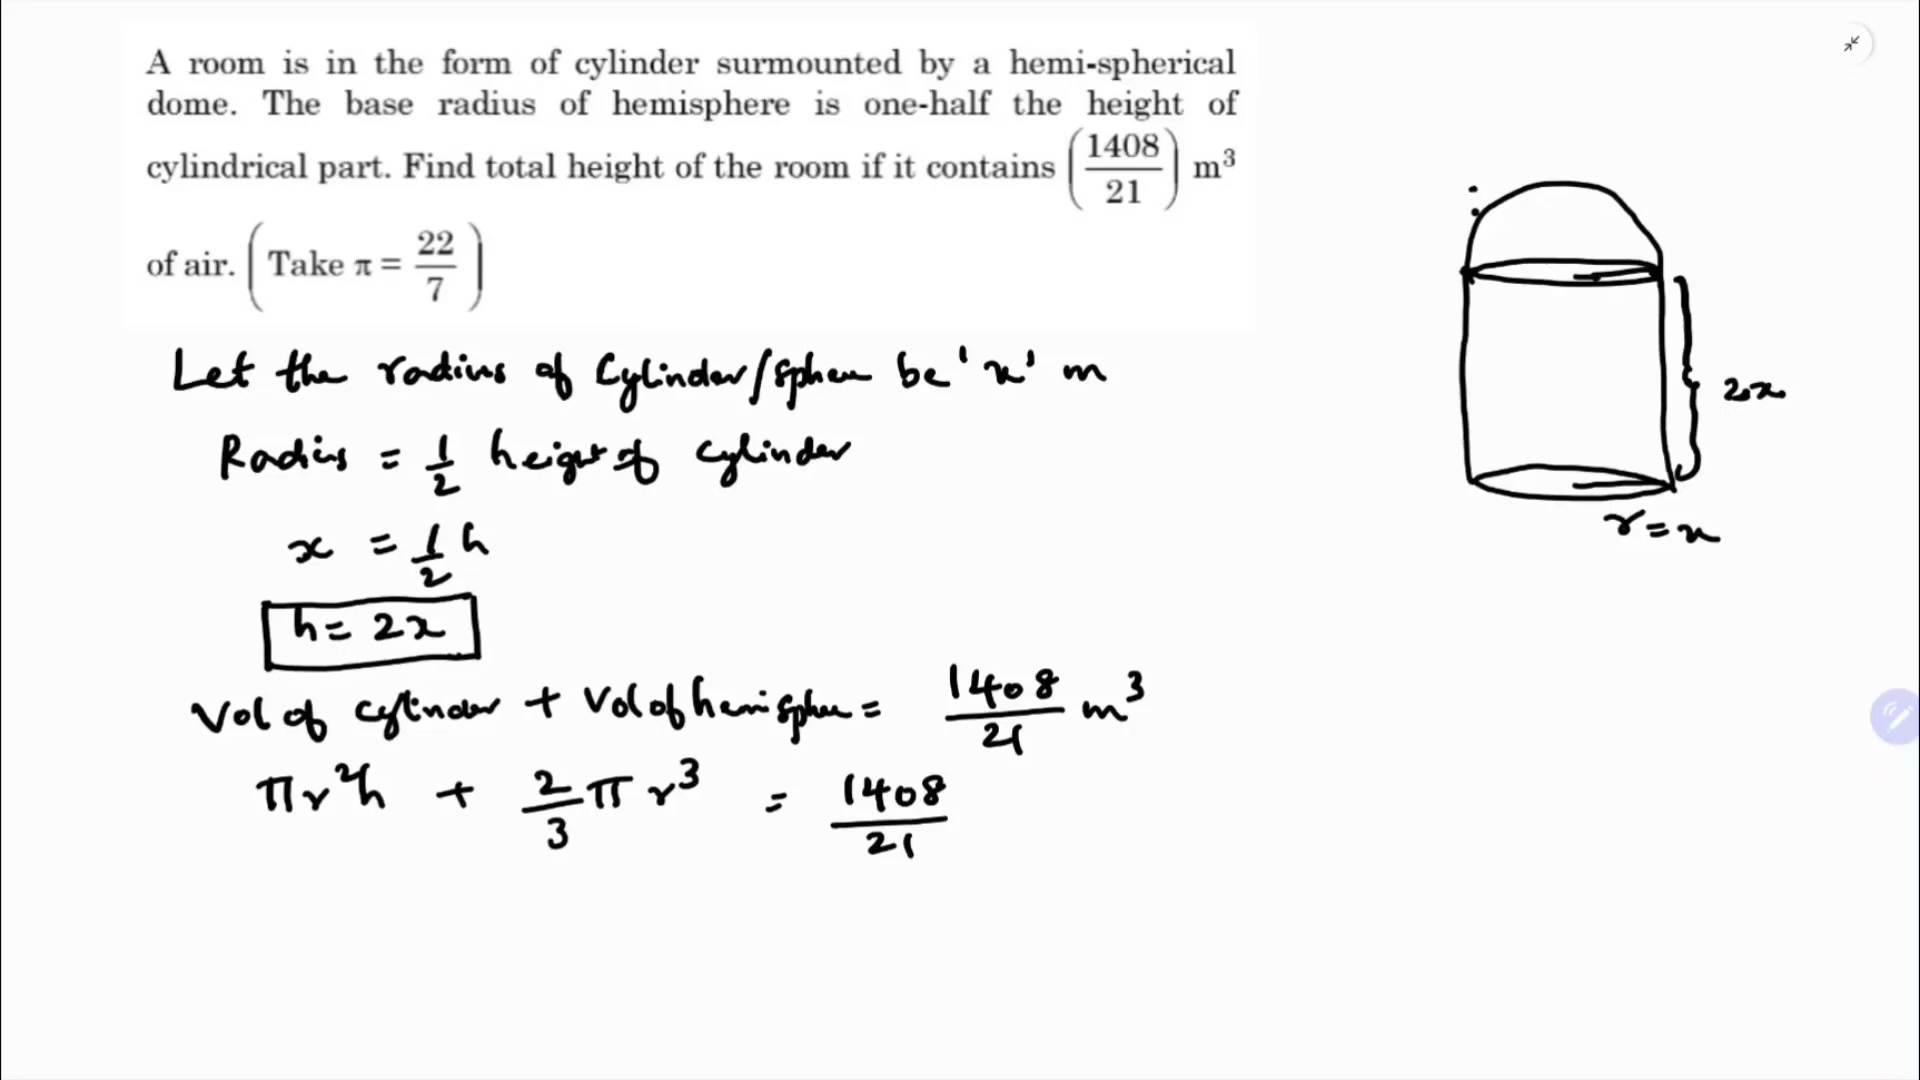 A room is in the form of cylinder surmounted by a hemi-spherical
dome. The base radius of hemisphere is one-half the height of
cylindrical part. Find total height of the room if it contains (1408/21) m³
of air. (Take π = 22/7)
Let the radius of Cylinder/Sphere be 'x' m
Radius = 1/2 height of cylinder
x = 1/2 h
h = 2x
Vol of cylinder + Vol of hemisphere = 1408/21 m³
πr²h + 2/3 πr³ = 1408/21
2x
r = x